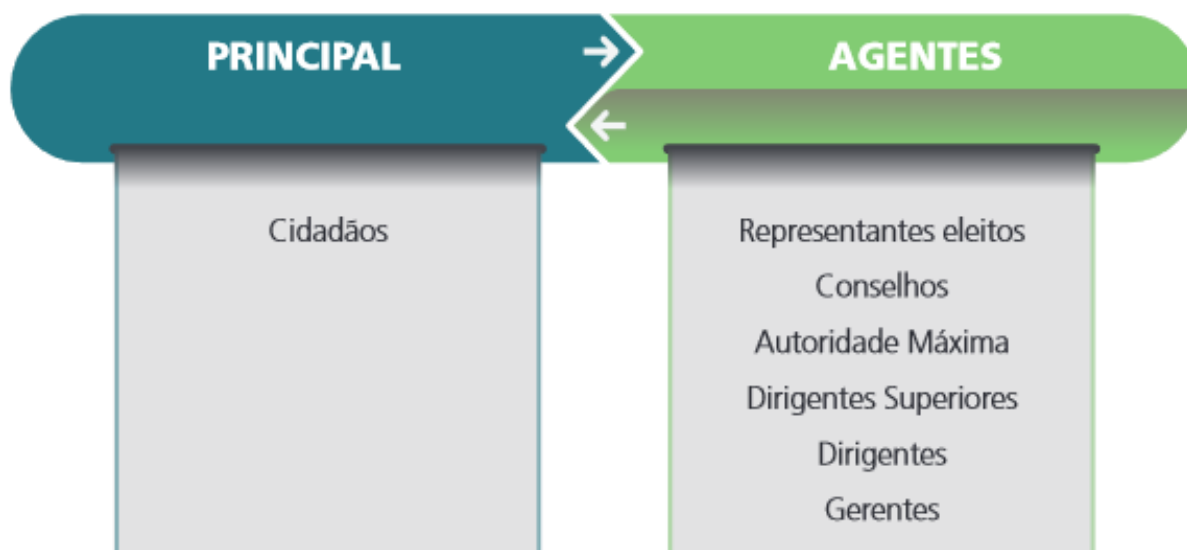 PRINCIPAL
AGENTES
Cidadãos
Representantes eleitos
Conselhos
Autoridade Máxima
Dirigentes Superiores
Dirigentes
Gerentes